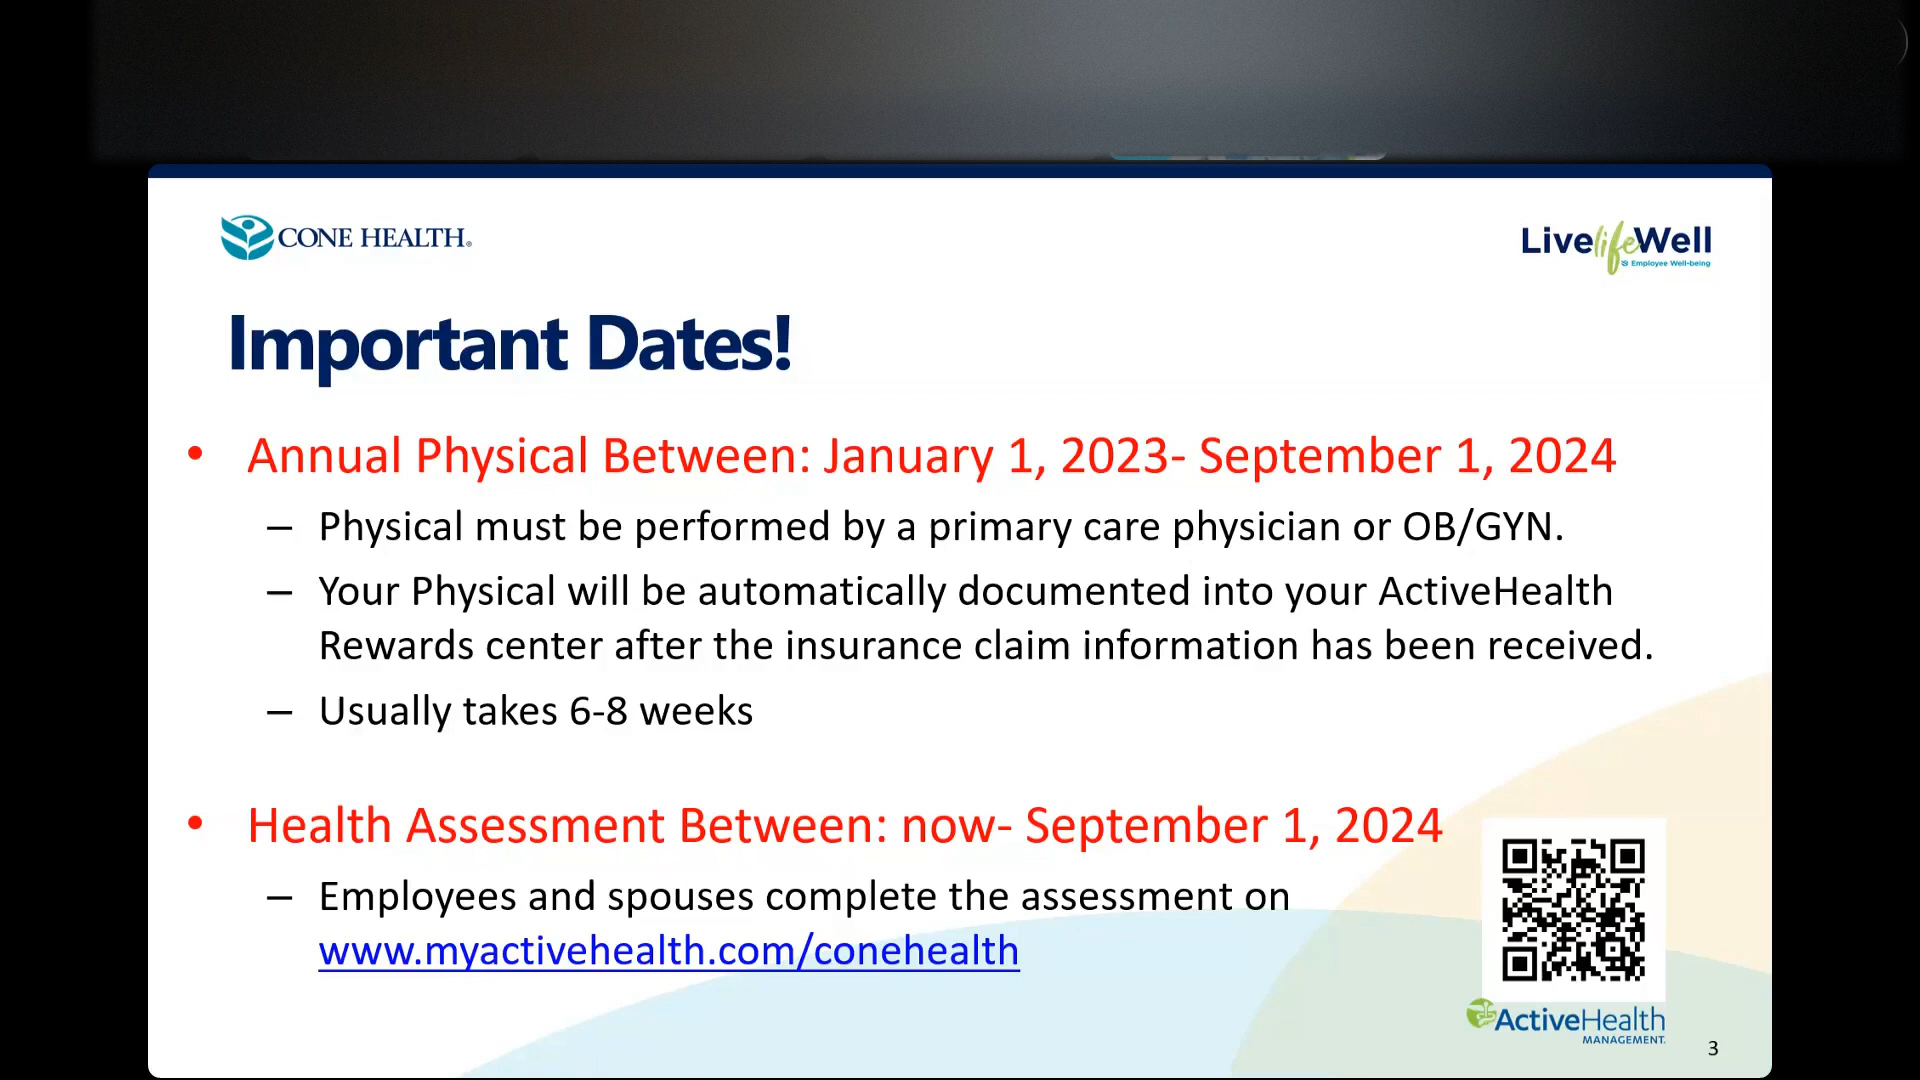 CONE HEALTH®
LivelifeWell
Employee Well-being
Important Dates!
• Annual Physical Between: January 1, 2023- September 1, 2024
– Physical must be performed by a primary care physician or OB/GYN.
– Your Physical will be automatically documented into your ActiveHealth
Rewards center after the insurance claim information has been received.
– Usually takes 6-8 weeks
• Health Assessment Between: now- September 1, 2024
– Employees and spouses complete the assessment on
www.myactivehealth.com/conehealth
ActiveHealth
MANAGEMENT.
3